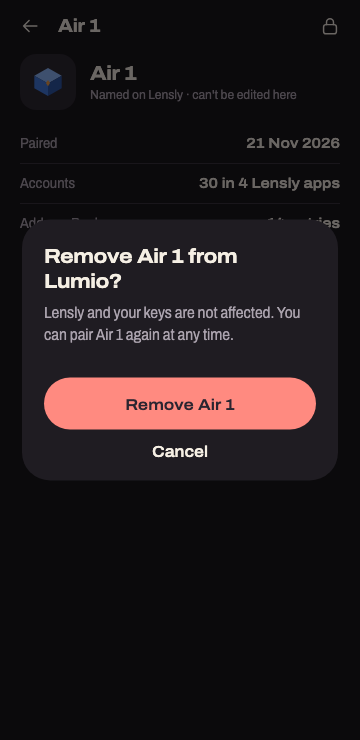 Air 1
Air 1
Named on Lensly · can't be edited here
Paired
21 Nov 2026
Accounts
30 in 4 Lensly apps
Remove Air 1 from
Lumio?
Lensly and your keys are not affected. You
can pair Air 1 again at any time.
Remove Air 1
Cancel